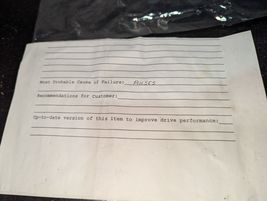 Most Probable Cause of Failure: FUSES
Recommendations for Customer:
Up-to-date version of this item to improve drive performance: